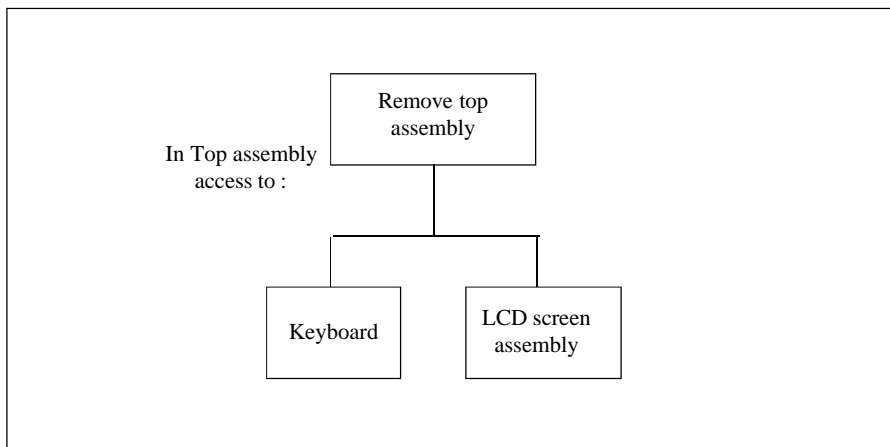 Remove top
assembly
In Top assembly
access to :
Keyboard
LCD screen
assembly